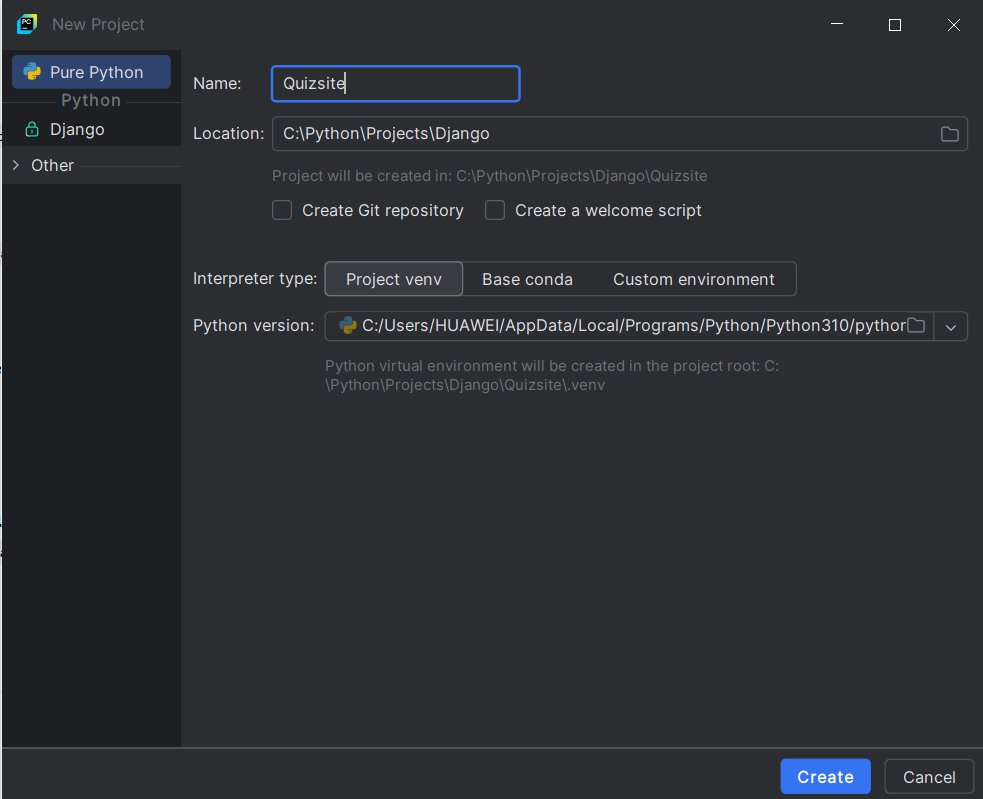 PC
New Project
Pure Python
Python
Django
Other
Name: Quizsite
Location: C:\Python\Projects\Django
Project will be created in: C:\Python\Projects\Django\Quizsite
Create Git repository Create a welcome script
Interpreter type: Project venv Base conda Custom environment
Python version: C:/Users/HUAWEI/AppData/Local/Programs/Python/Python310/python
Python virtual environment will be created in the project root: C:
\Python\Projects\Django\Quizsite\.venv
Create Cancel